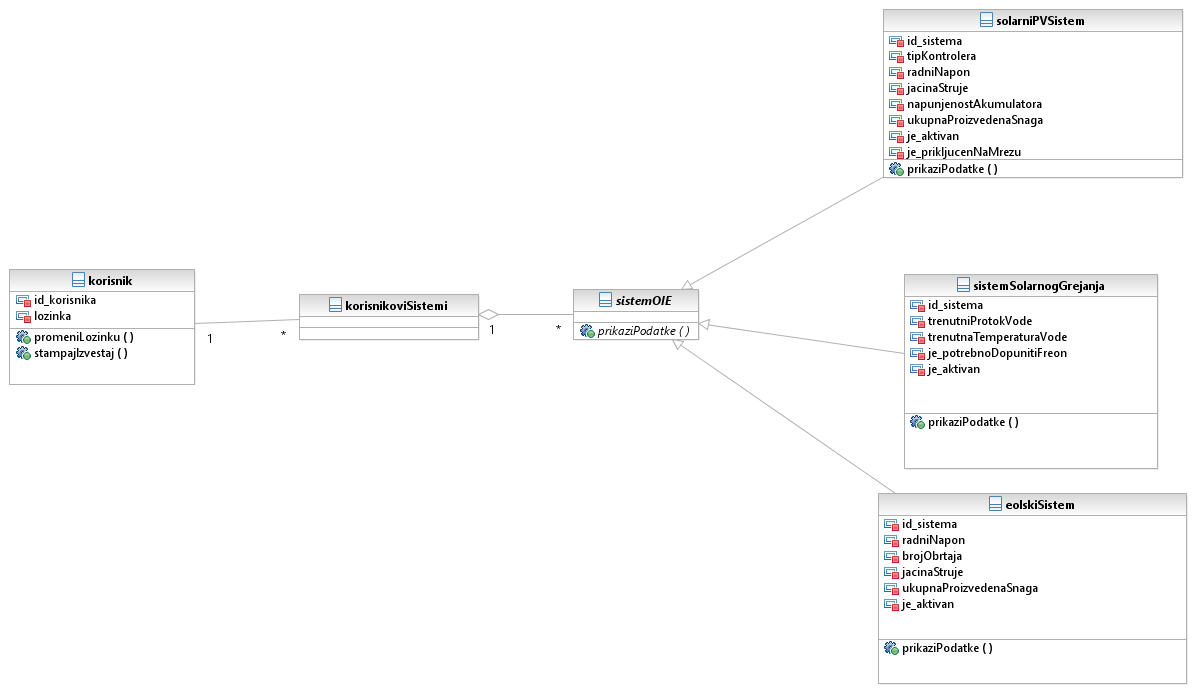 korisnik
id_korisnika
lozinka
promeniLozinku ( )
stampajIzvestaj ( )
1
*
korisnikoviSistemi
1
*
sistemOIE
prikaziPodatke ( )
solarniPVSistem
id_sistema
tipKontrolera
radniNapon
jacinaStruje
napunjenostAkumulatora
ukupnaProizvedenaSnaga
je_aktivan
je_prikljucenNaMrezu
prikaziPodatke ( )
sistemSolarnogGrejanja
id_sistema
trenutniProtokVode
trenutnaTemperaturaVode
je_potrebnoDopunitiFreon
je_aktivan
prikaziPodatke ( )
eolskiSistem
id_sistema
radniNapon
brojObrtaja
jacinaStruje
ukupnaProizvedenaSnaga
je_aktivan
prikaziPodatke ( )